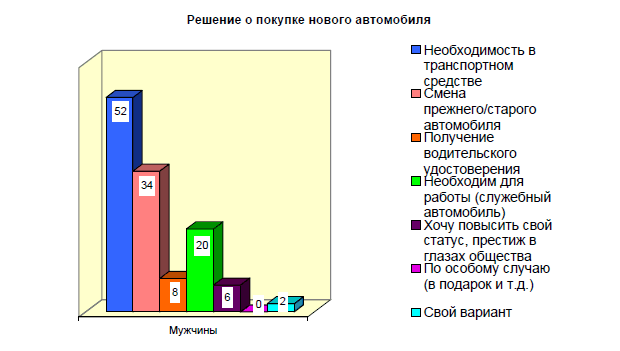 Решение о покупке нового автомобиля
52
34
8
20
6
0
2
Мужчины
Необходимость в
транспортном
средстве
Смена
прежнего/старого
автомобиля
Получение
водительского
удостоверения
Необходим для
работы (служебный
автомобиль)
Хочу повысить свой
статус, престиж в
глазах общества
По особому случаю
(в подарок и т.д.)
Свой вариант